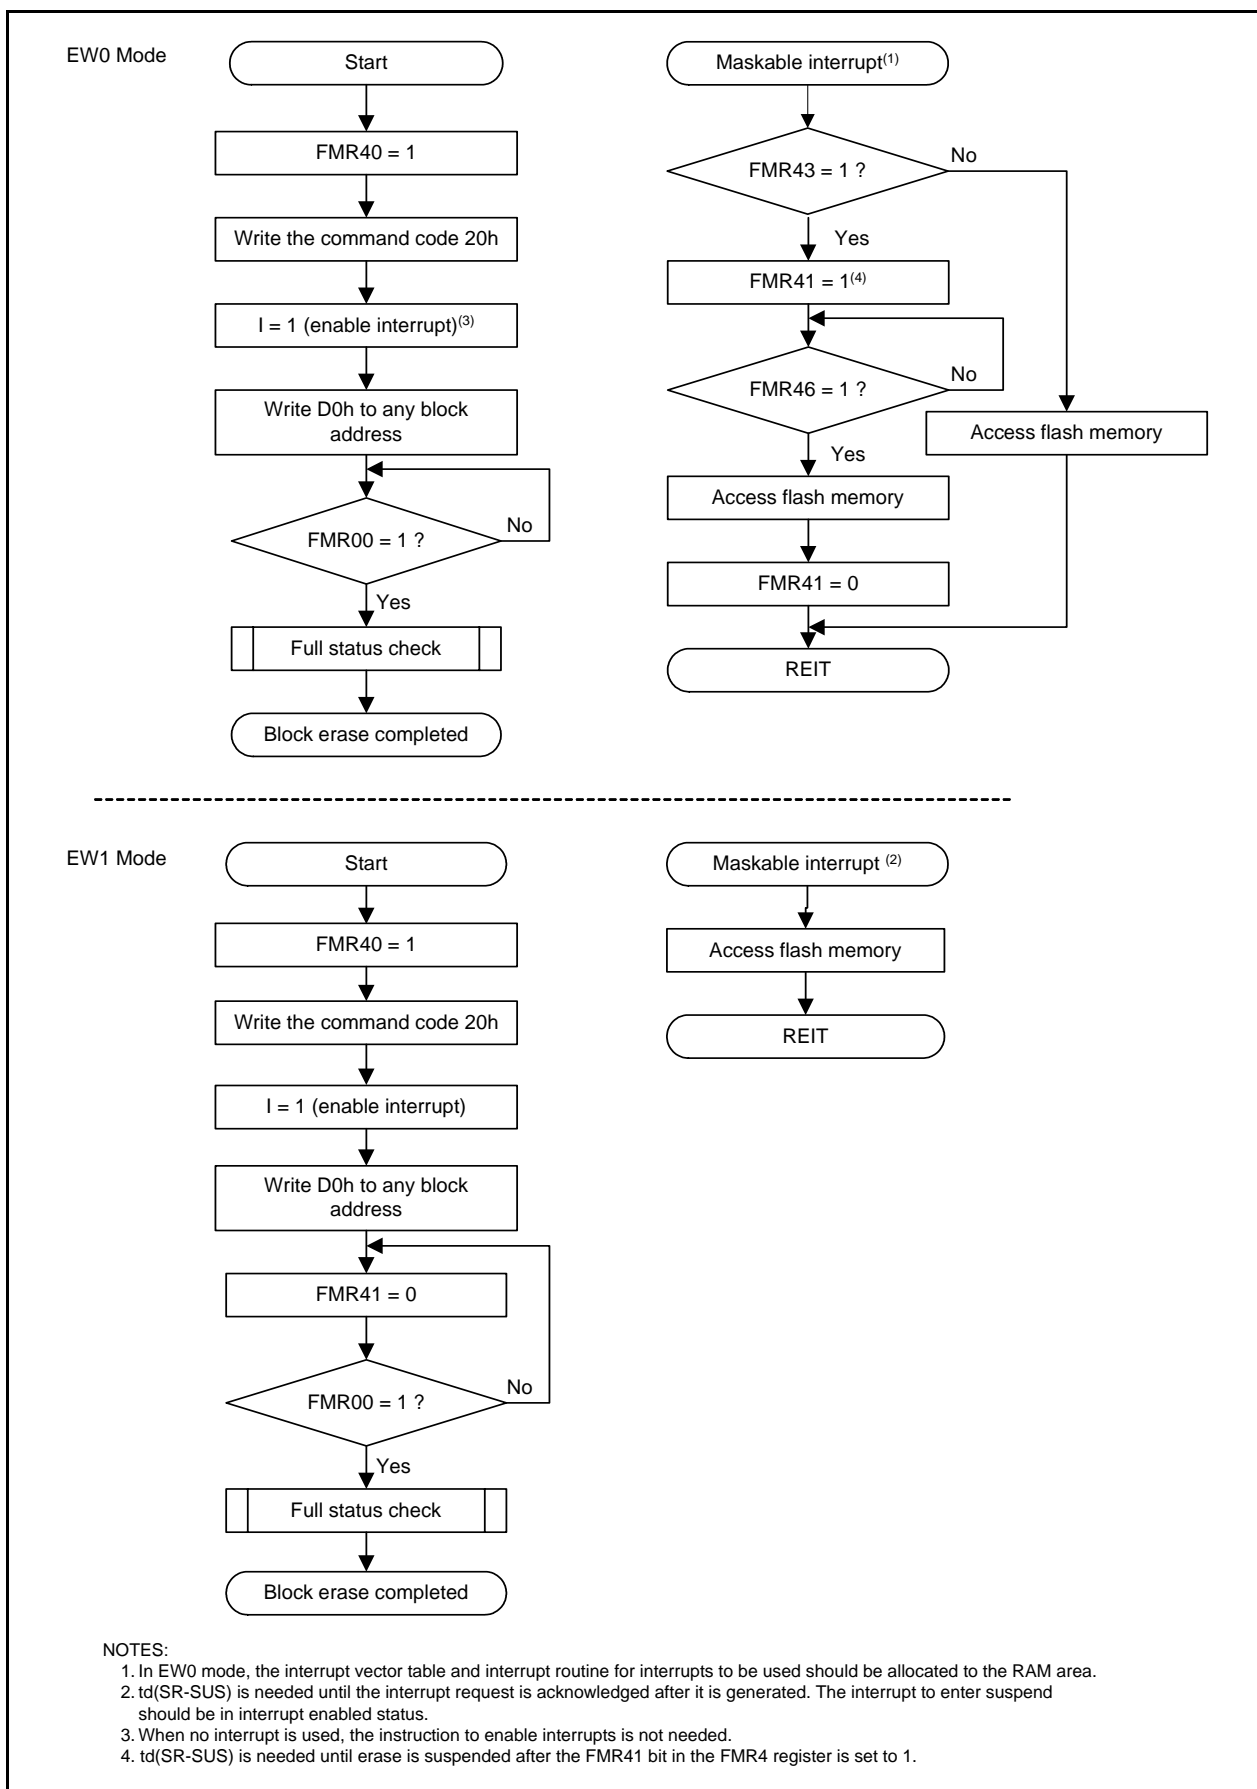 EW0 Mode
Start
FMR40 = 1
Write the command code 20h
I = 1 (enable interrupt)(3)
Write D0h to any block
address
FMR00 = 1 ?
No
Yes
Full status check
Block erase completed
Maskable interrupt(1)
FMR43 = 1 ?
No
Yes
FMR41 = 1(4)
FMR46 = 1 ?
No
Yes
Access flash memory
Access flash memory
FMR41 = 0
REIT
EW1 Mode
Start
FMR40 = 1
Write the command code 20h
I = 1 (enable interrupt)
Write D0h to any block
address
FMR41 = 0
FMR00 = 1 ?
No
Yes
Full status check
Block erase completed
Maskable interrupt (2)
Access flash memory
REIT
NOTES:
1. In EW0 mode, the interrupt vector table and interrupt routine for interrupts to be used should be allocated to the RAM area.
2. td(SR-SUS) is needed until the interrupt request is acknowledged after it is generated. The interrupt to enter suspend
should be in interrupt enabled status.
3. When no interrupt is used, the instruction to enable interrupts is not needed.
4. td(SR-SUS) is needed until erase is suspended after the FMR41 bit in the FMR4 register is set to 1.